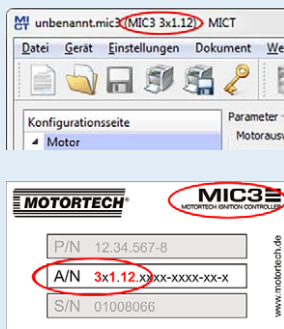 unbenannt.mic3 (MIC3 3x1.12) MICT
Datei Gerät Einstellungen Dokument We
Konfigurationsseite
Parameter
Motor
Motorausw
MOTORTECH®
MIC3
MOTORTECH IGNITION CONTROLLER
P/N 12.34.567-8
A/N 3x1.12.xxxx-xxxx-xx-x
S/N 01008066
www.motortech.de